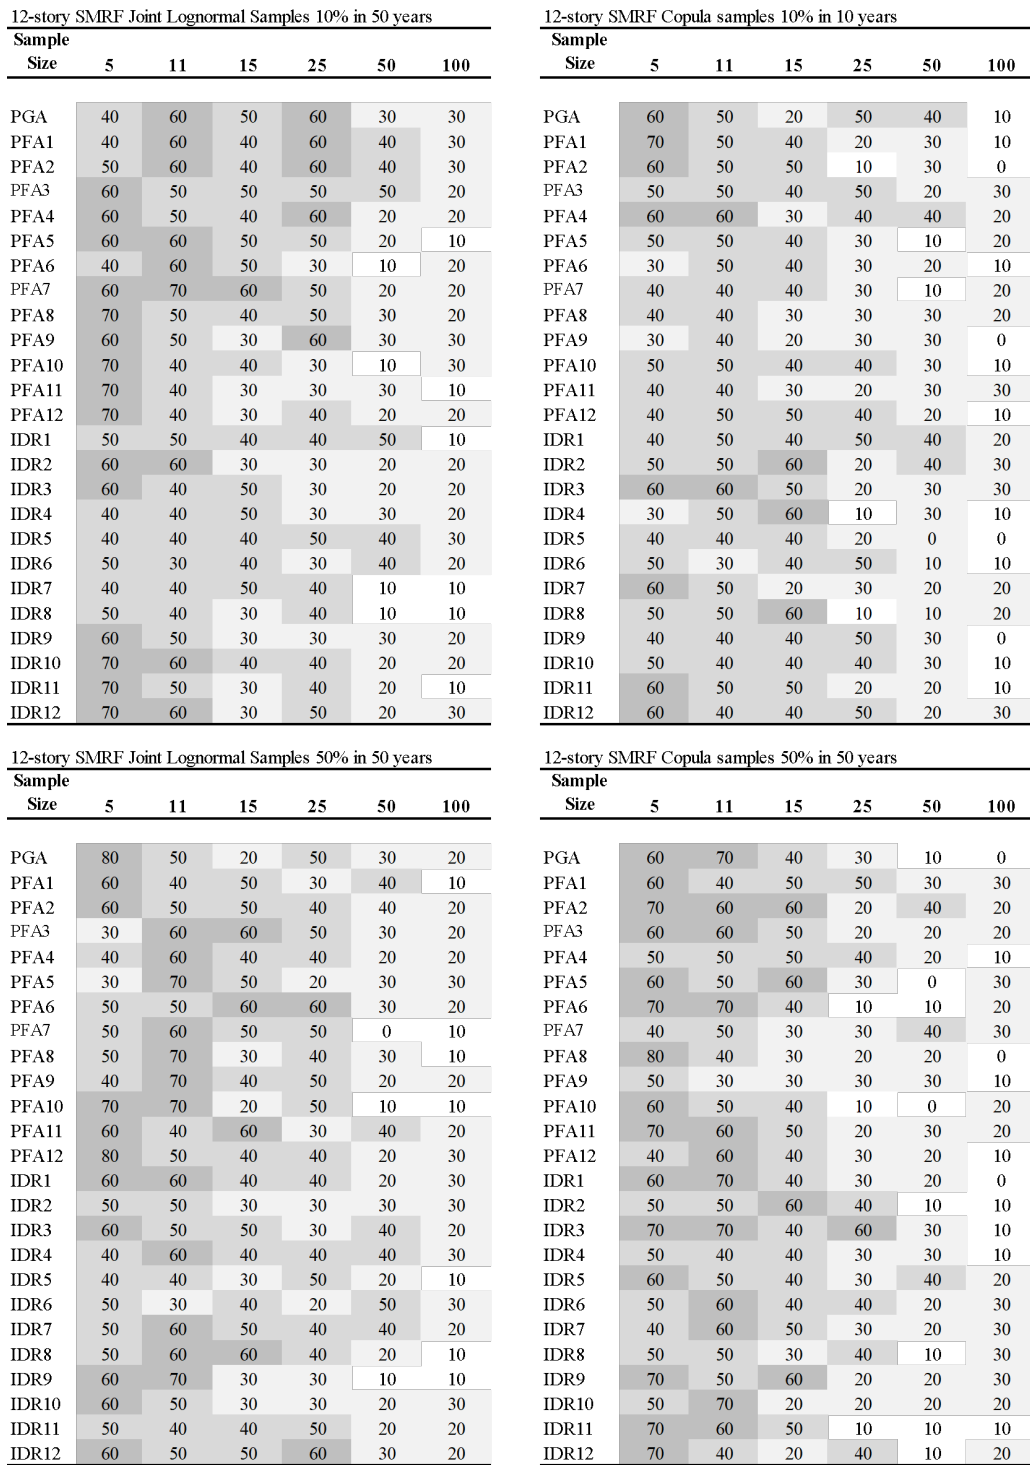 12-story SMRF Joint Lognormal Samples 10% in 50 years
Sample
Size 5 11 15 25 50 100
PGA 40 60 50 60 30 30
PFA1 40 60 40 60 40 30
PFA2 50 60 40 60 40 30
PFA3 60 50 50 50 50 20
PFA4 60 50 40 60 20 20
PFA5 60 60 50 50 20 10
PFA6 40 60 50 30 10 20
PFA7 60 70 60 50 20 20
PFA8 70 50 40 50 30 20
PFA9 60 50 30 60 30 30
PFA10 70 40 40 30 10 30
PFA11 70 40 30 30 30 10
PFA12 70 40 30 40 20 20
IDR1 50 50 40 40 50 10
IDR2 60 60 30 30 20 20
IDR3 60 40 50 30 20 20
IDR4 40 40 50 30 30 20
IDR5 40 40 40 50 40 30
IDR6 50 30 40 30 40 20
IDR7 40 40 50 40 10 10
IDR8 50 40 30 40 10 10
IDR9 60 50 30 30 30 20
IDR10 70 60 40 40 20 20
IDR11 70 50 30 40 20 10
IDR12 70 60 30 50 20 30
12-story SMRF Copula samples 10% in 10 years
Sample
Size 5 11 15 25 50 100
PGA 60 50 20 50 40 10
PFA1 70 50 40 20 30 10
PFA2 60 50 50 10 30 0
PFA3 50 50 40 50 20 30
PFA4 60 60 30 40 40 20
PFA5 50 50 40 30 10 20
PFA6 30 50 40 30 20 10
PFA7 40 40 40 30 10 20
PFA8 40 40 30 30 30 20
PFA9 30 40 20 30 30 0
PFA10 50 50 40 40 30 10
PFA11 40 40 30 20 30 30
PFA12 40 50 50 40 20 10
IDR1 40 50 40 50 40 20
IDR2 50 50 60 20 40 30
IDR3 60 60 50 20 30 30
IDR4 30 50 60 10 30 10
IDR5 40 40 40 20 0 0
IDR6 50 30 40 50 10 10
IDR7 60 50 20 30 20 20
IDR8 50 50 60 10 10 20
IDR9 40 40 40 50 30 0
IDR10 50 40 40 40 30 10
IDR11 60 50 50 20 20 10
IDR12 60 40 40 50 20 30
12-story SMRF Joint Lognormal Samples 50% in 50 years
Sample
Size 5 11 15 25 50 100
PGA 80 50 20 50 30 20
PFA1 60 40 50 30 40 10
PFA2 60 50 50 40 40 20
PFA3 30 60 60 50 30 20
PFA4 40 60 40 40 20 20
PFA5 30 70 50 20 30 30
PFA6 50 50 60 60 30 20
PFA7 50 60 50 50 0 10
PFA8 50 70 30 40 30 10
PFA9 40 70 40 50 20 20
PFA10 70 70 20 50 10 10
PFA11 60 40 60 30 40 20
PFA12 80 50 40 40 20 30
IDR1 60 60 40 40 20 30
IDR2 50 50 30 30 30 30
IDR3 60 50 50 30 40 20
IDR4 40 60 40 40 40 30
IDR5 40 40 30 50 20 10
IDR6 50 30 40 20 50 30
IDR7 50 60 50 40 40 20
IDR8 50 60 60 40 20 10
IDR9 60 70 30 30 10 10
IDR10 60 50 30 30 20 20
IDR11 50 40 40 50 20 20
IDR12 60 50 50 60 30 20
12-story SMRF Copula samples 50% in 50 years
Sample
Size 5 11 15 25 50 100
PGA 60 70 40 30 10 0
PFA1 60 40 50 50 30 30
PFA2 70 60 60 20 40 20
PFA3 60 60 50 20 20 20
PFA4 50 50 50 40 20 10
PFA5 60 50 60 30 0 30
PFA6 70 70 40 10 10 20
PFA7 40 50 30 30 40 30
PFA8 80 40 30 20 20 0
PFA9 50 30 30 30 30 10
PFA10 60 50 40 10 0 20
PFA11 70 60 50 20 30 20
PFA12 40 60 40 30 20 10
IDR1 60 70 40 30 20 0
IDR2 50 50 60 40 10 10
IDR3 70 70 40 60 30 10
IDR4 50 40 40 30 30 10
IDR5 60 50 40 30 40 20
IDR6 50 60 40 40 20 30
IDR7 40 60 50 30 20 30
IDR8 50 50 30 40 10 30
IDR9 70 50 60 20 20 30
IDR10 50 70 20 20 20 20
IDR11 70 60 50 10 10 10
IDR12 70 40 20 40 10 20